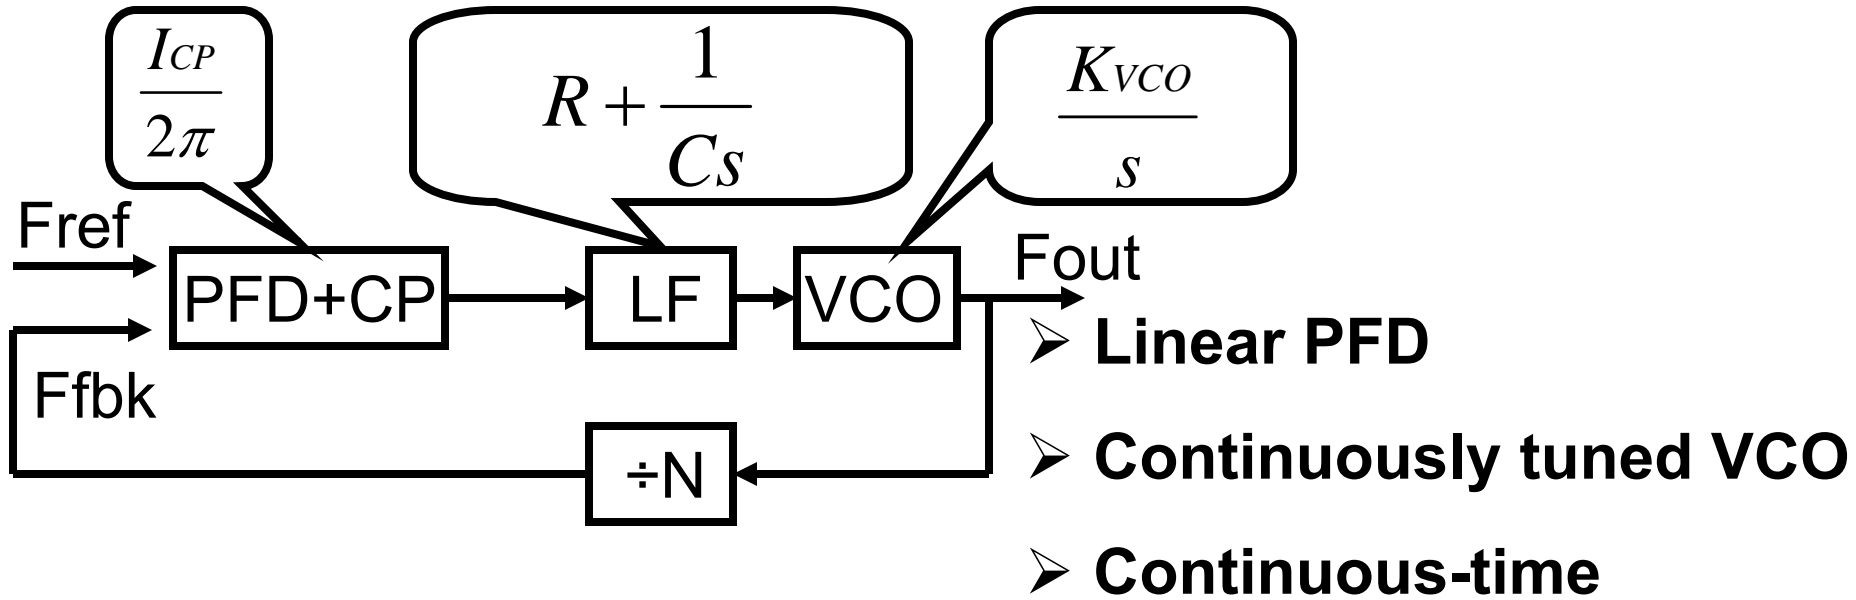 I_CP
2π
R + 1
Cs
K_VCO
s
Fref
PFD+CP
LF
VCO
Fout
Ffbk
÷N
➢ Linear PFD
➢ Continuously tuned VCO
➢ Continuous-time